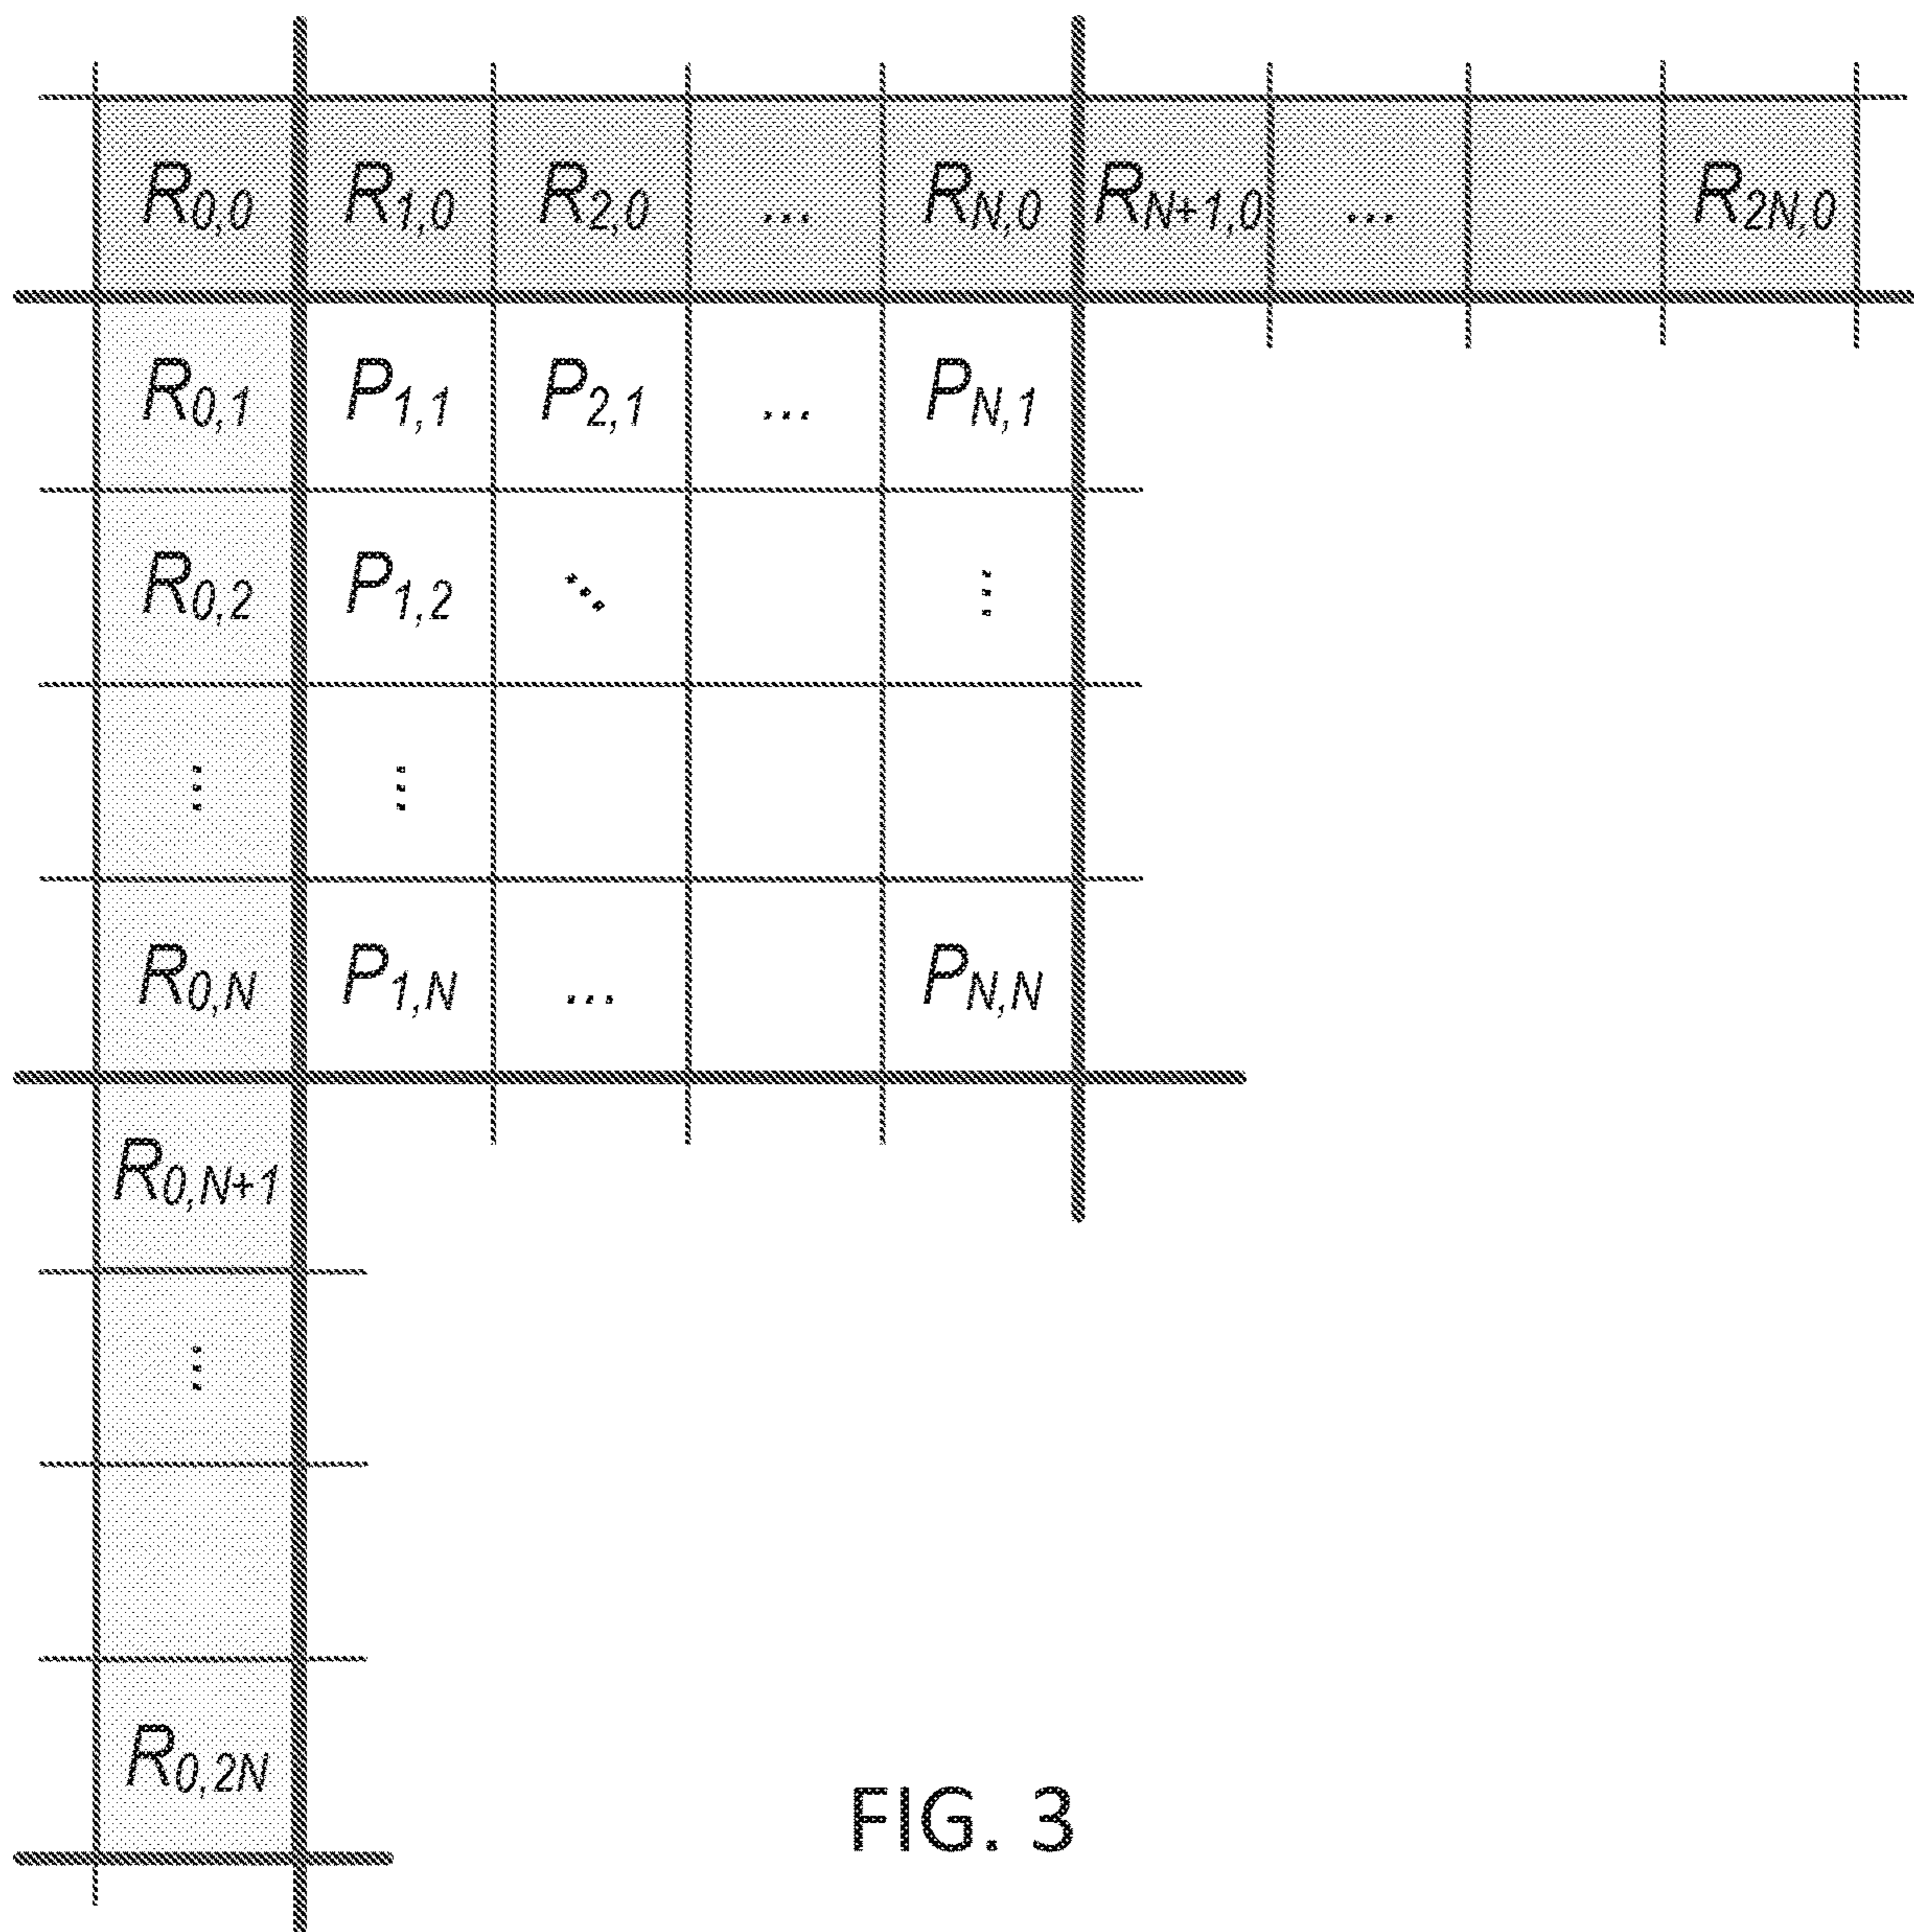 R0,0 R1,0 R2,0 ... RN,0 RN+1,0 ... R2N,0
R0,1 P1,1 P2,1 ... PN,1
R0,2 P1,2 ⋱ ⋮
⋮ ⋮
R0,N P1,N ... PN,N
R0,N+1
⋮
R0,2N
FIG. 3